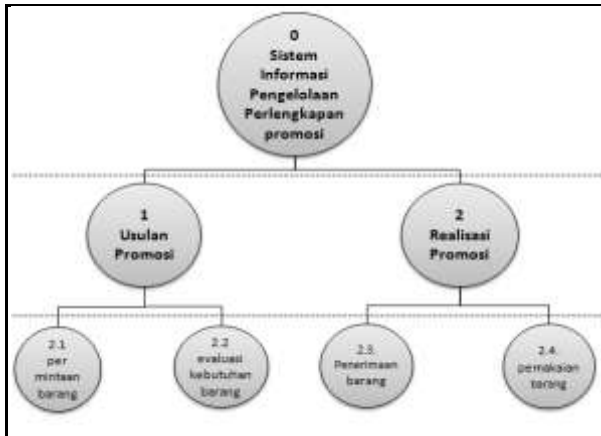 0
Sistem
Informasi
Pengelolaan
Perlengkapan
promosi
1
Usulan
Promosi
2
Realisasi
Promosi
2.1
per
mintaan
barang
2.2
evaluasi
kebutuhan
barang
2.3.
Penerimaan
barang
2.4.
pemakaian
barang